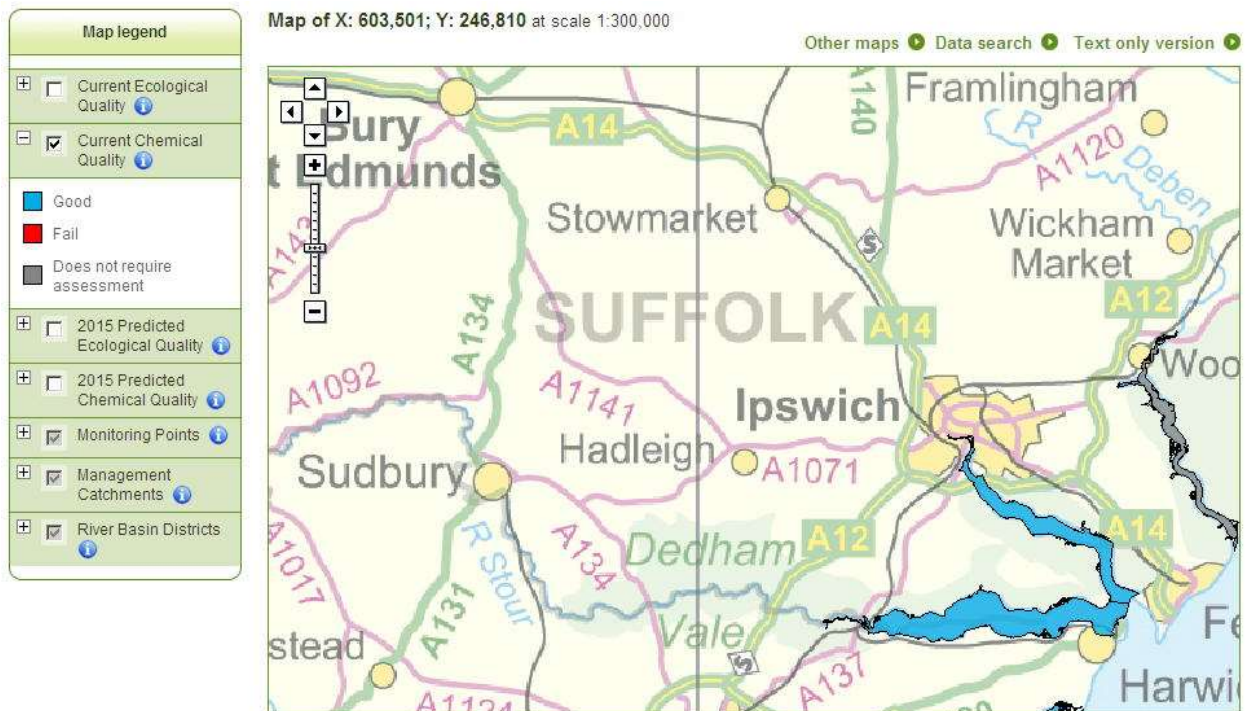 Map legend
Current Ecological
Quality
Current Chemical
Quality
Good
Fail
Does not require
assessment
2015 Predicted
Ecological Quality
2015 Predicted
Chemical Quality
Monitoring Points
Management
Catchments
River Basin Districts
Map of X: 603,501; Y: 246,810 at scale 1:300,000
Other maps Data search Text only version
Framlingham
A140
Bury
t Edmunds
A14
R Deben
A1120
Stowmarket
S
Wickham
Market
A143
SUFFOLK
A14
A12
A134
A1092
A1141
Ipswich
Woo
Hadleigh
A1071
Sudbury
R Stour
A134
Dedham
Vale
A12
A14
A1017
A131
S
stead
A137
Fe
Harwi
A1124